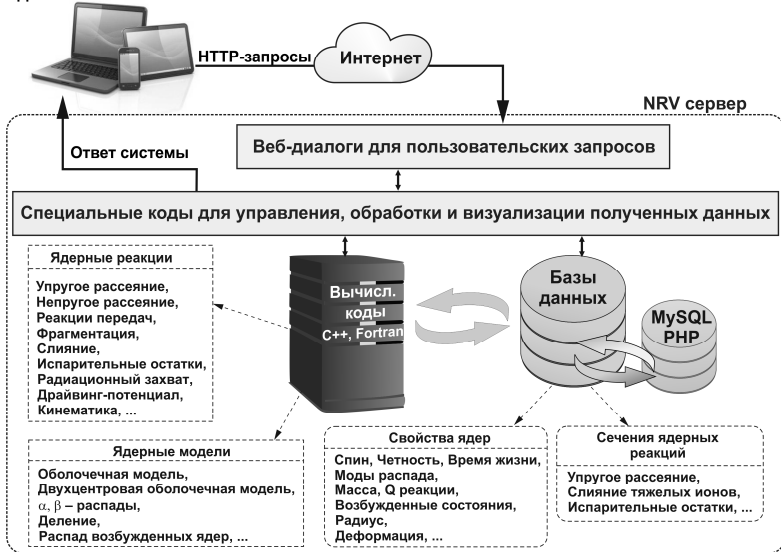 HTTP-запросы
Интернет
NRV сервер
Веб-диалоги для пользовательских запросов
Ответ системы
Специальные коды для управления, обработки и визуализации полученных данных
Ядерные реакции
Упругое рассеяние,
Непругое рассеяние,
Реакции передач,
Фрагментация,
Слияние,
Испарительные остатки,
Радиационный захват,
Драйвинг-потенциал,
Кинематика, ...
Вычисл.
коды
C++, Fortran
Базы
данных
MySQL
PHP
Ядерные модели
Оболочечная модель,
Двухцентровая оболочечная модель,
α, β – распады,
Деление,
Распад возбужденных ядер, ...
Свойства ядер
Спин, Четность, Время жизни,
Моды распада,
Масса, Q реакции,
Возбужденные состояния,
Радиус,
Деформация, ...
Сечения ядерных
реакций
Упругое рассеяние,
Слияние тяжелых ионов,
Испарительные остатки, ...